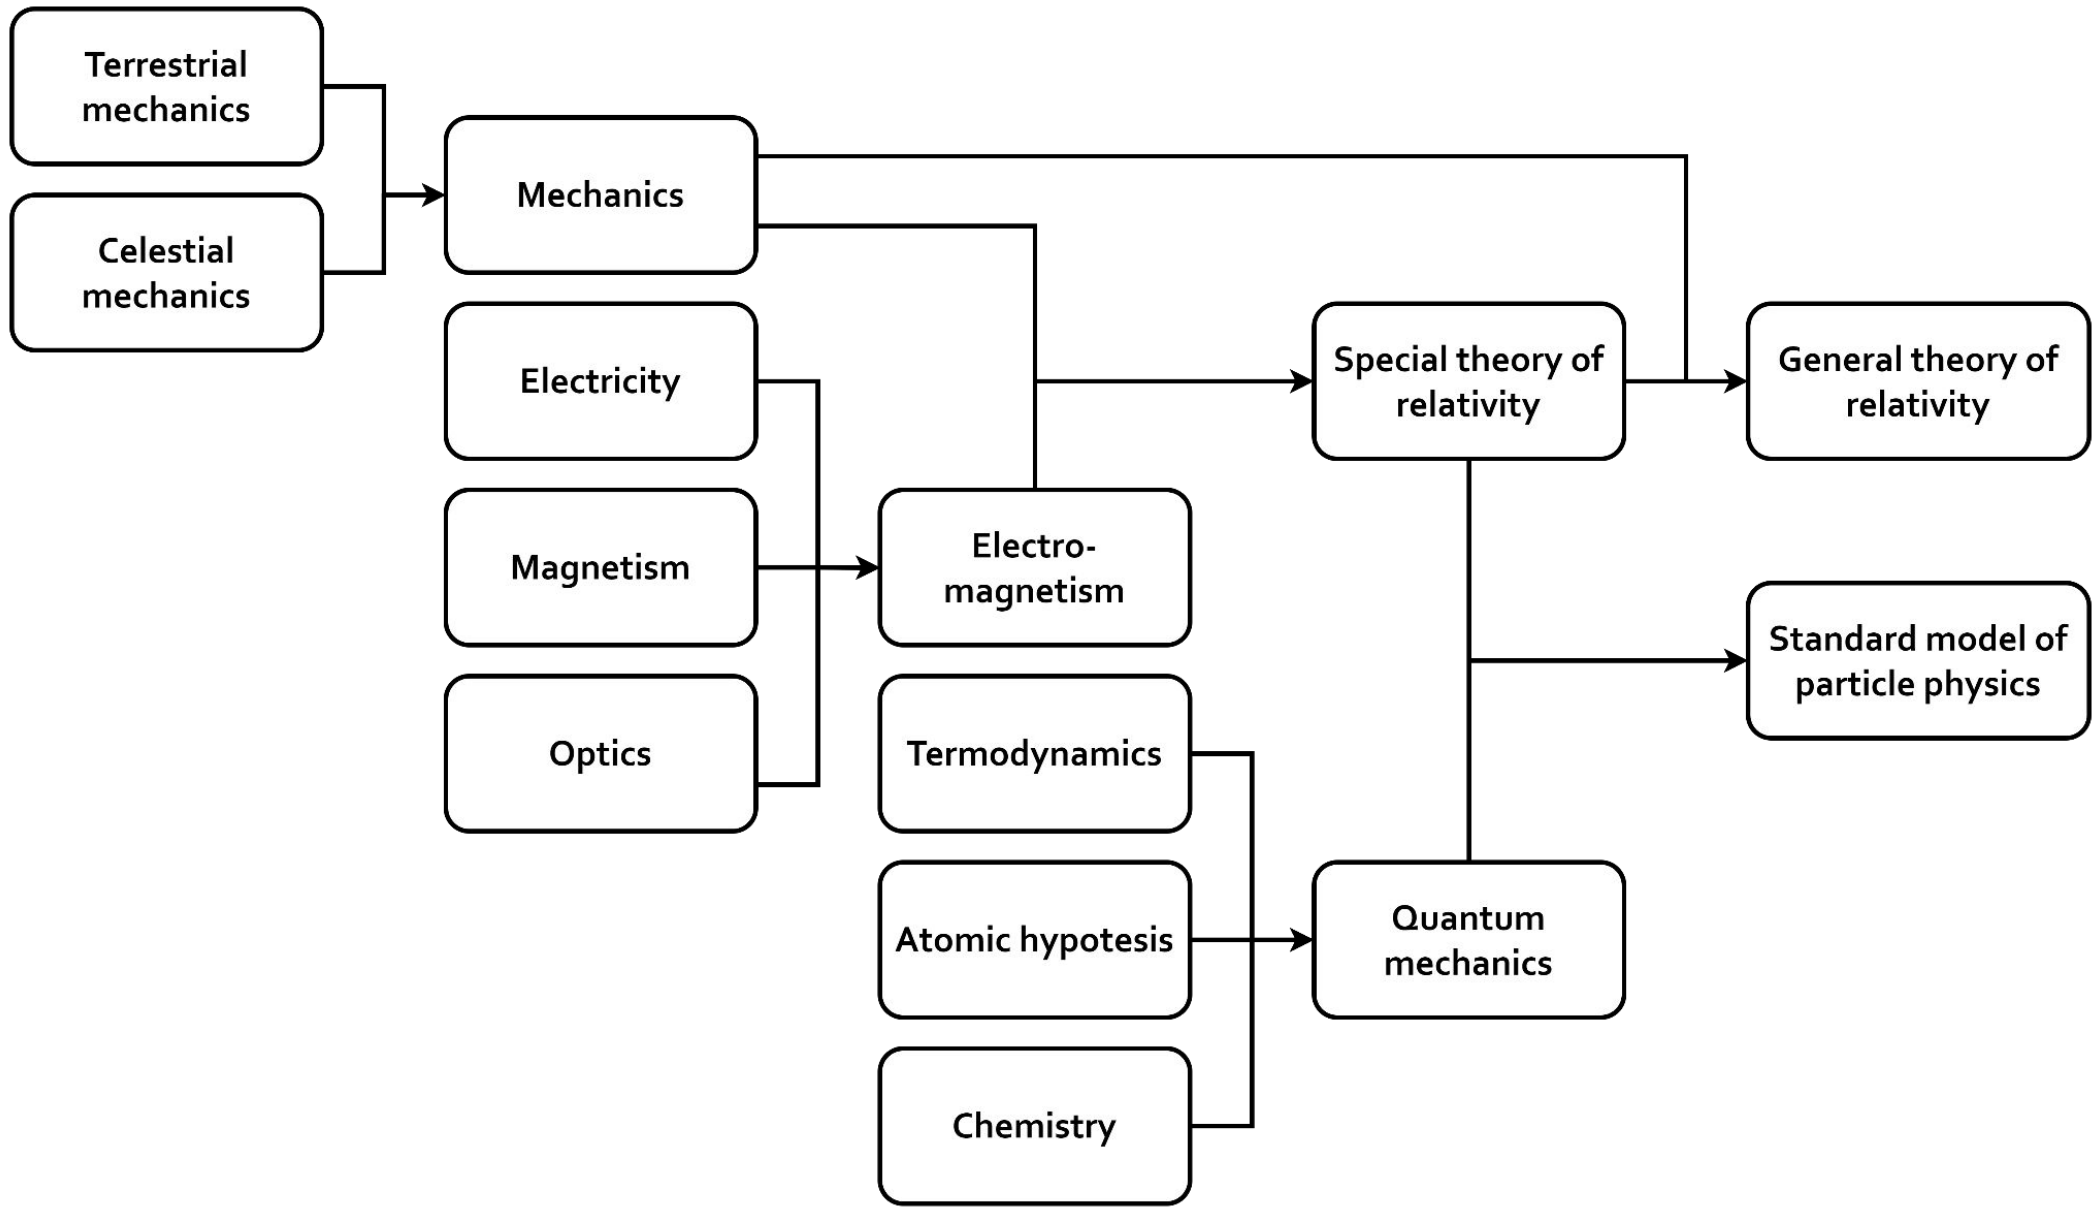 Terrestrial
mechanics
Celestial
mechanics
Mechanics
Electricity
Magnetism
Optics
Electro-
magnetism
Termodynamics
Atomic hypotesis
Chemistry
Special theory of
relativity
Quantum
mechanics
General theory of
relativity
Standard model of
particle physics